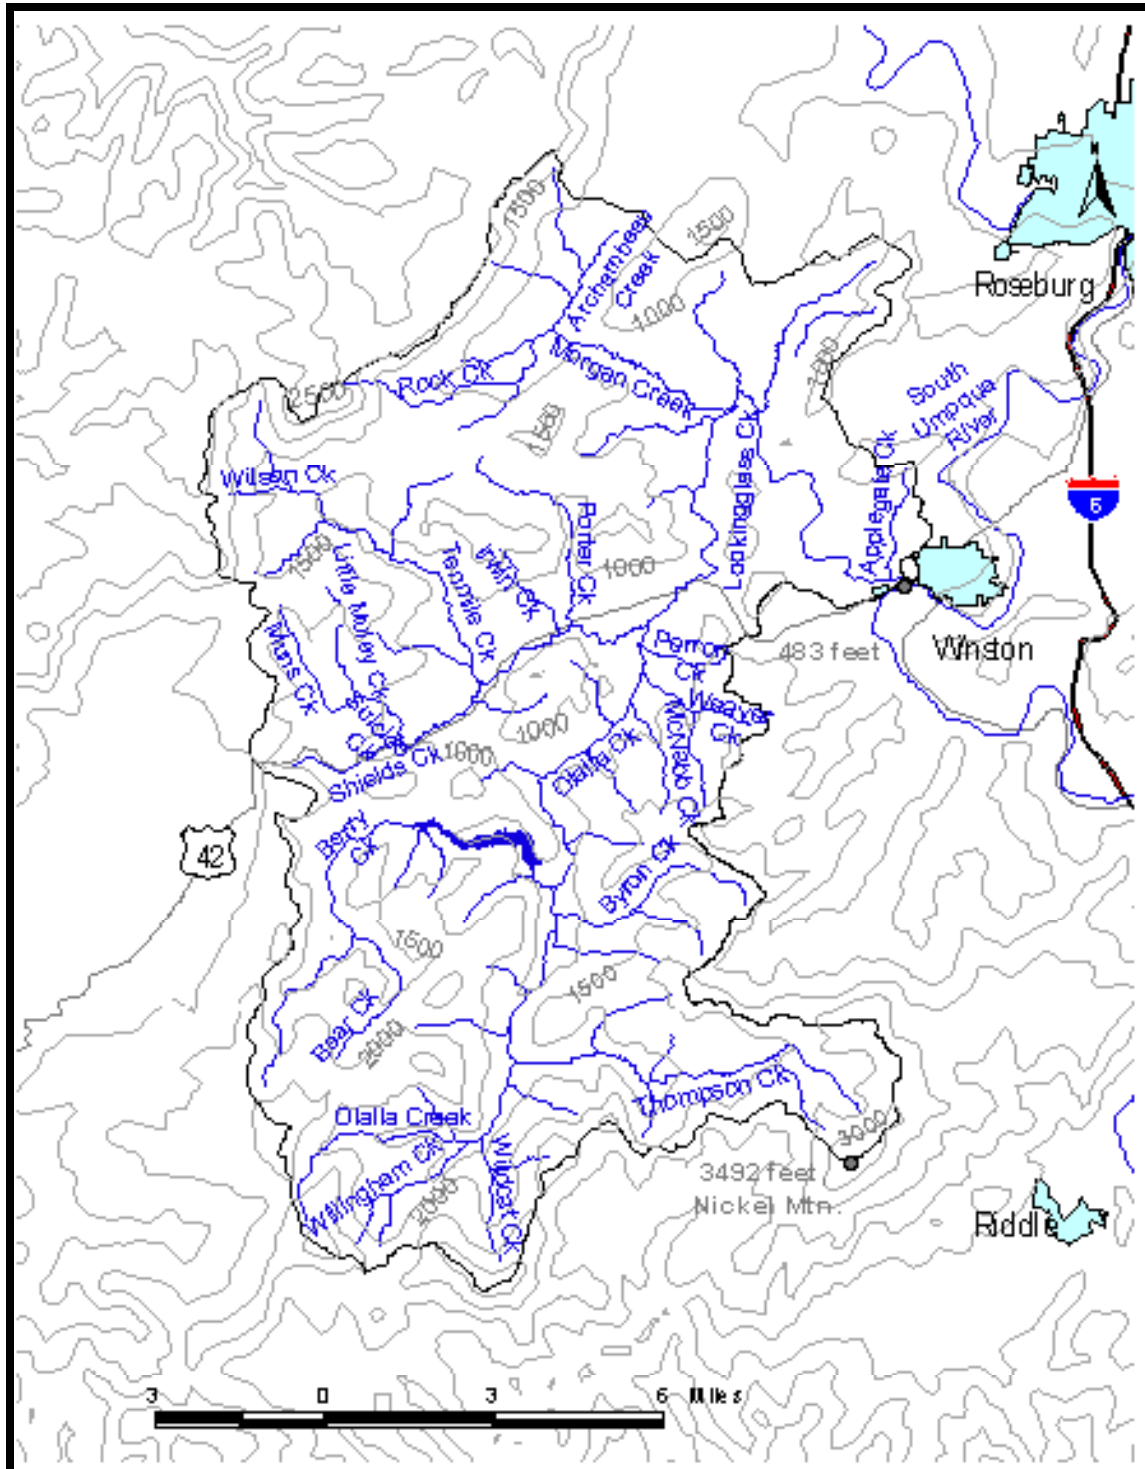 N
1500
1500
Archambeau
Creek
Roseburg
1000
Morgan Creek
Rock Ck
1000
2500
South
Umpqua
River
1500
Lookingglass Ck
Applegate Ck
Wilson Ck
5
Porter Ck
Irwin Ck
Tenmile Ck
1500
Little Muley Ck
1000
Muns Ck
Perron
Ck
483 feet
Winston
Weaver
Ck
McNabb Ck
1000
Olalla Ck
Shields Ck
1000
Berry
Ck
42
Byron Ck
1500
1500
Bear Ck
2000
Thompson Ck
Olalla Creek
3000
Willingham Ck
Wildcat Ck
2000
3492 feet
Nickel Mtn.
Riddle
3 0 3 6 Miles